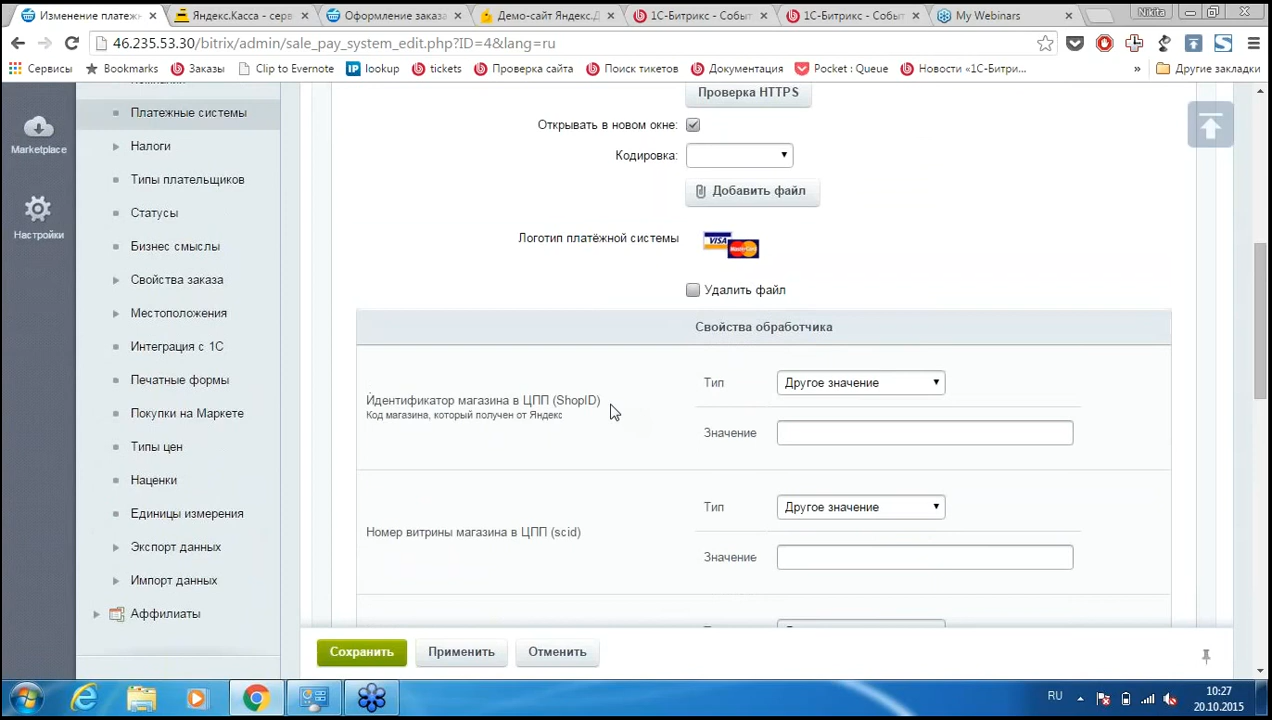 Изменение платежн
Яндекс.Касса - серв
Оформление заказа
Демо-сайт Яндекс.Д
1С-Битрикс - Событ
1С-Битрикс - Событ
My Webinars
Nikita
46.235.53.30/bitrix/admin/sale_pay_system_edit.php?ID=4&lang=ru
Сервисы
Bookmarks
Заказы
Clip to Evernote
IP lookup
tickets
Проверка сайта
Поиск тикетов
Документация
Pocket : Queue
Новости «1С-Битри...
»
Другие закладки
Marketplace
Настройки
Платежные системы
Налоги
Типы плательщиков
Статусы
Бизнес смыслы
Свойства заказа
Местоположения
Интеграция с 1С
Печатные формы
Покупки на Маркете
Типы цен
Наценки
Единицы измерения
Экспорт данных
Импорт данных
Аффилиаты
Проверка HTTPS
Открывать в новом окне:
Кодировка:
Добавить файл
Логотип платёжной системы
VISA
MasterCard
Удалить файл
Свойства обработчика
Идентификатор магазина в ЦПП (ShopID)
Код магазина, который получен от Яндекс
Тип
Другое значение
Значение
Номер витрины магазина в ЦПП (scid)
Тип
Другое значение
Значение
Сохранить
Применить
Отменить
RU
10:27
20.10.2015